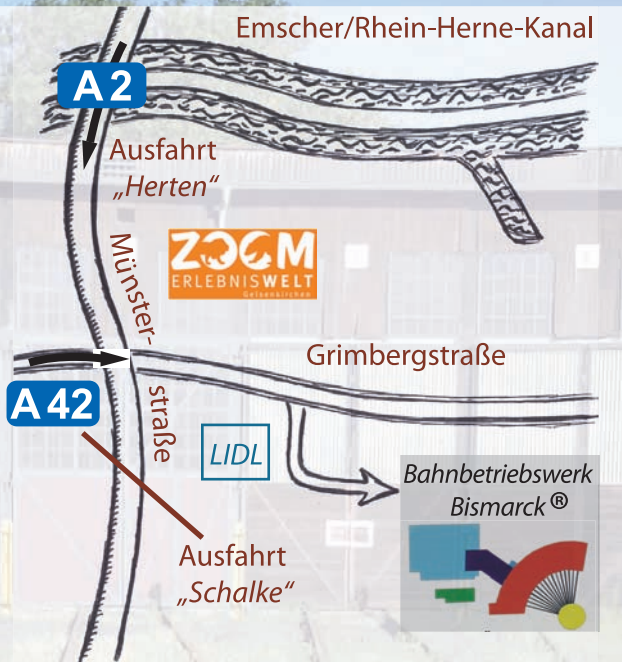 Emscher/Rhein-Herne-Kanal
A 2
Ausfahrt
„Herten“
ZOOM
ERLEBNISWELT
Gelsenkirchen
Münster-
straße
Grimbergstraße
A 42
LIDL
Bahnbetriebswerk
Bismarck ®
Ausfahrt
„Schalke“